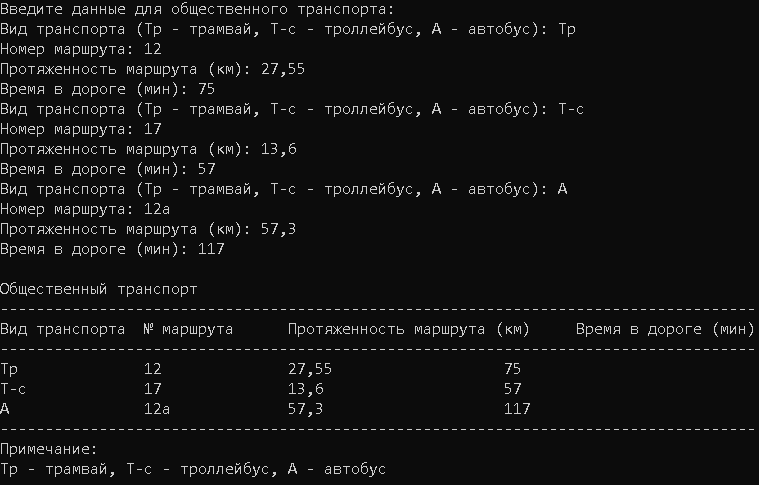 Введите данные для общественного транспорта:
Вид транспорта (Тр - трамвай, Т-с - троллейбус, А - автобус): Тр
Номер маршрута: 12
Протяженность маршрута (км): 27,55
Время в дороге (мин): 75
Вид транспорта (Тр - трамвай, Т-с - троллейбус, А - автобус): Т-с
Номер маршрута: 17
Протяженность маршрута (км): 13,6
Время в дороге (мин): 57
Вид транспорта (Тр - трамвай, Т-с - троллейбус, А - автобус): А
Номер маршрута: 12а
Протяженность маршрута (км): 57,3
Время в дороге (мин): 117

Общественный транспорт
------------------------------------------------------------------------------------
Вид транспорта  № маршрута      Протяженность маршрута (км)     Время в дороге (мин)
------------------------------------------------------------------------------------
Тр              12              27,55                   75
Т-с             17              13,6                    57
А               12а             57,3                    117
------------------------------------------------------------------------------------
Примечание:
Тр - трамвай, Т-с - троллейбус, А - автобус